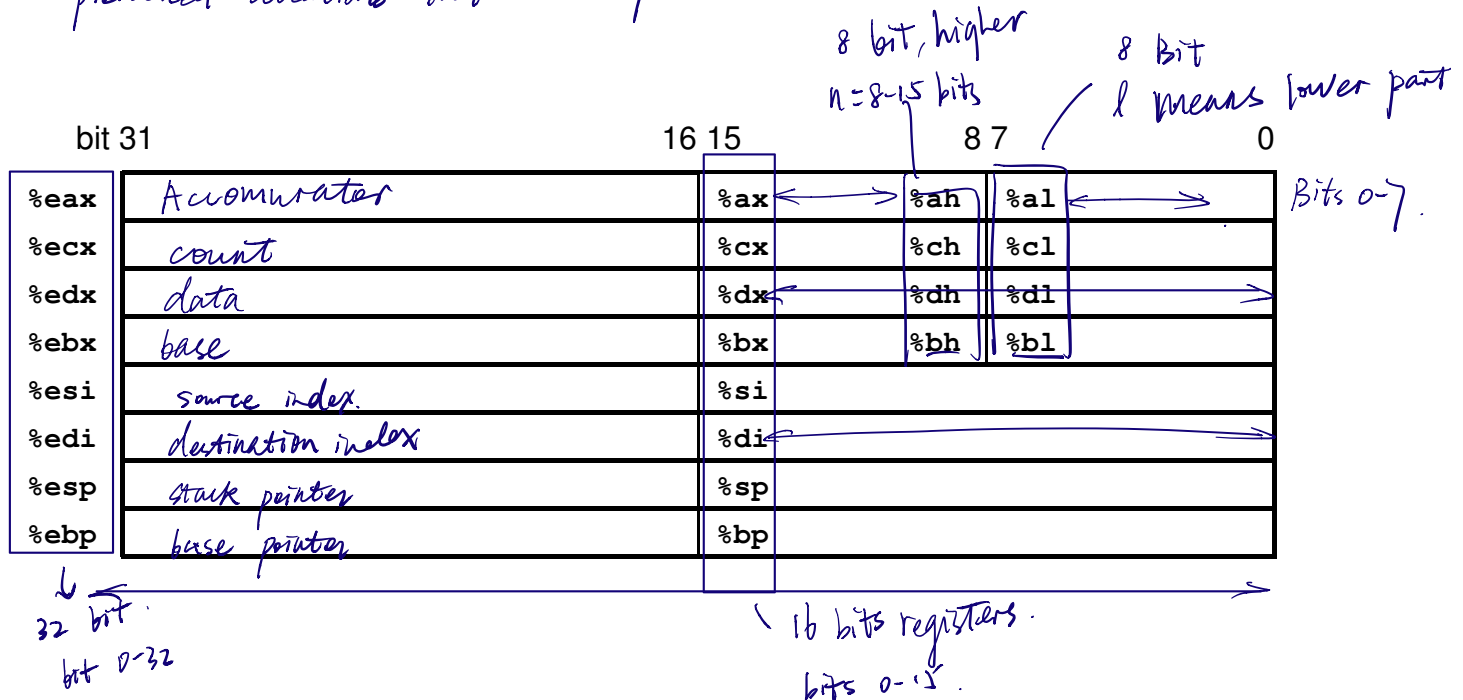 8 bit, higher
n=8-15 bits
8 Bit
l means lower part
bit 31 16 15 8 7 0
%eax Accomurator %ax %ah %al Bits 0-7.
%ecx count %cx %ch %cl
%edx data %dx %dh %dl
%ebx base %bx %bh %bl
%esi source index. %si
%edi destination index %di
%esp stack pointer %sp
%ebp base pointer %bp
32 bit.
bit 0-32
16 bits registers.
bits 0-15.